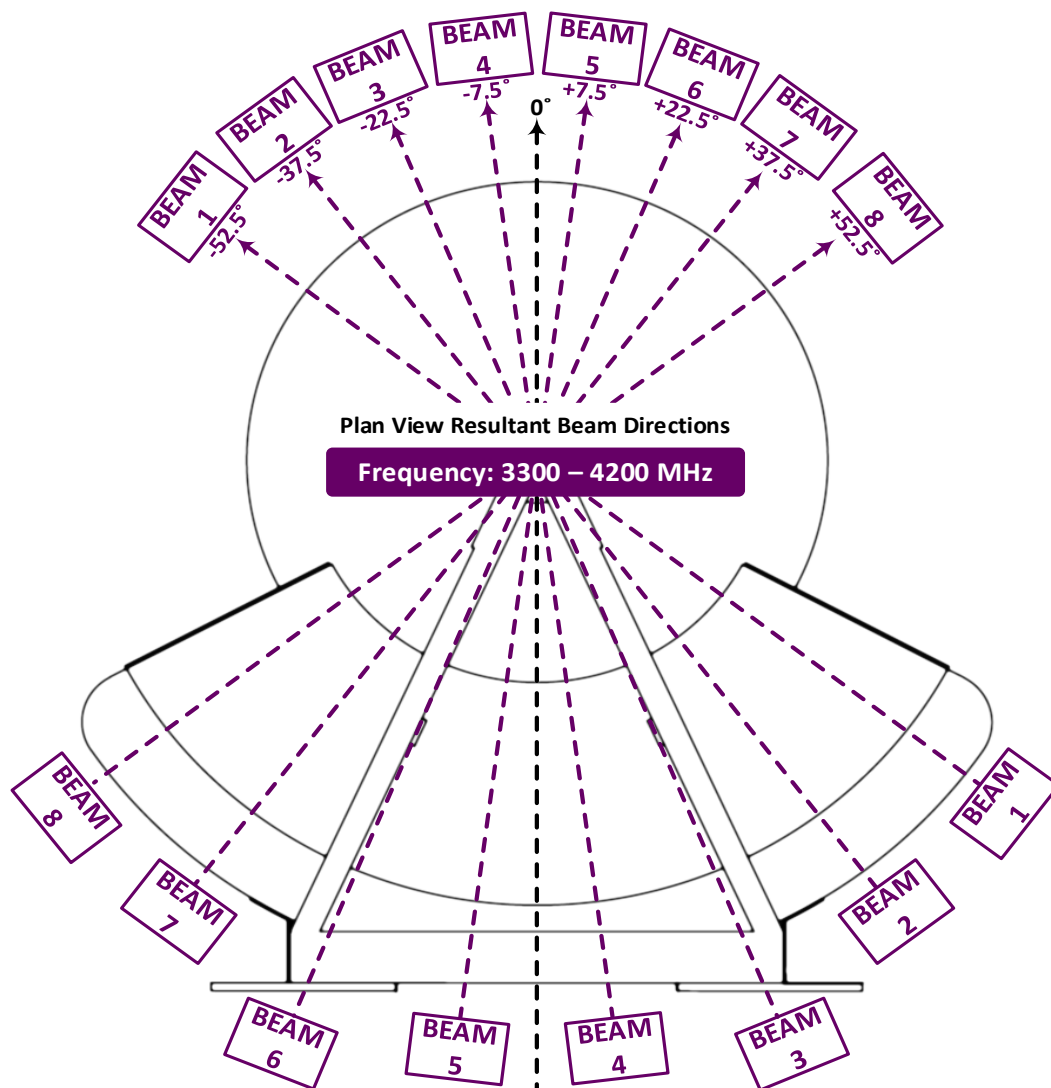 BEAM
1
-52.5°
BEAM
2
-37.5°
BEAM
3
-22.5°
BEAM
4
-7.5°
0°
BEAM
5
+7.5°
BEAM
6
+22.5°
BEAM
7
+37.5°
BEAM
8
+52.5°
Plan View Resultant Beam Directions
Frequency: 3300 – 4200 MHz
BEAM
8
BEAM
7
BEAM
6
BEAM
5
BEAM
4
BEAM
3
BEAM
2
BEAM
1